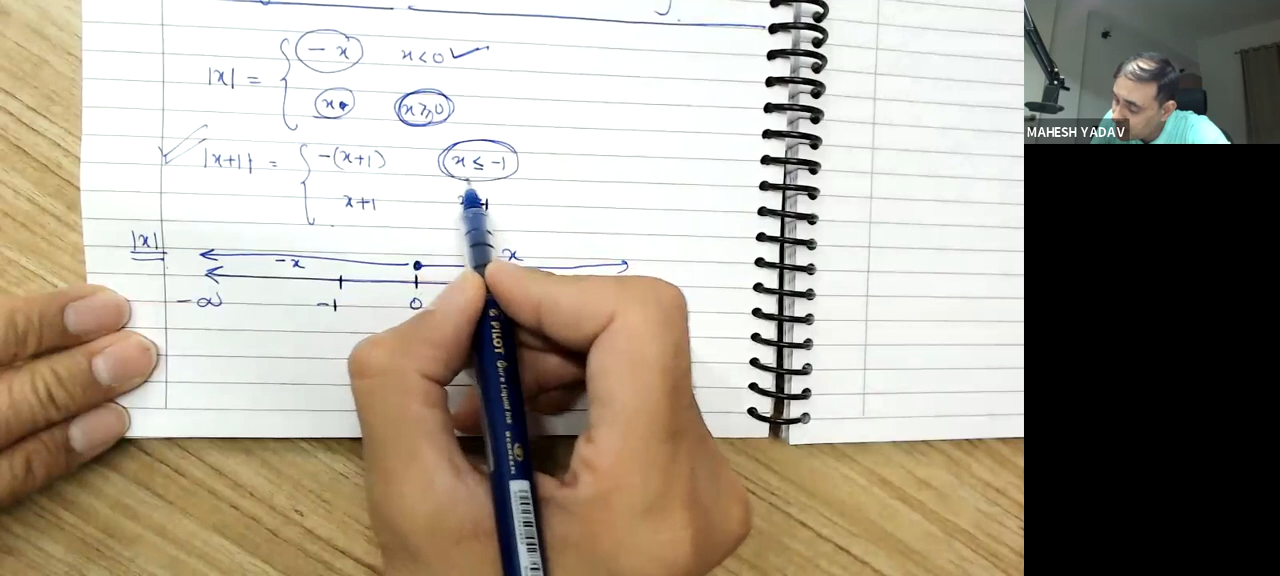 |x| = { -x    x<0 ✓
x    x≥0
|x+1| = { -(x+1)    x ≤ -1
x+1
|x|
-x    x
-∞    -1    0
PILOT
MAHESH YADAV